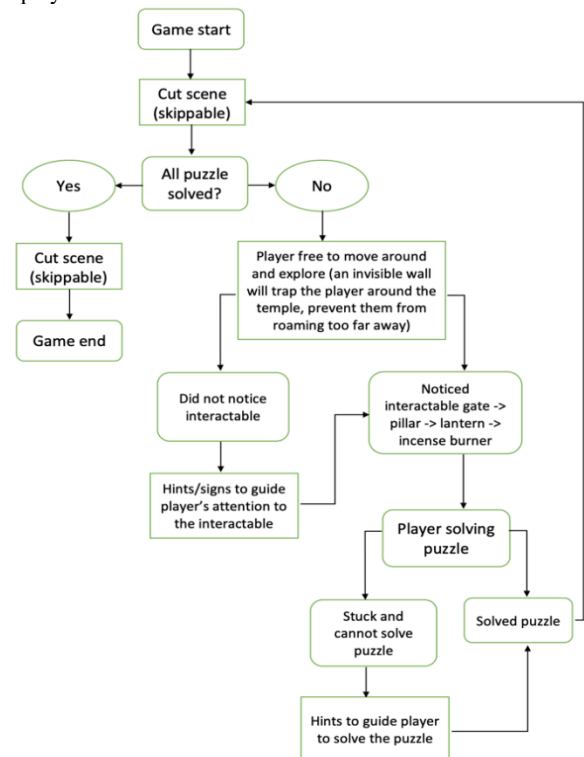 Game start
Cut scene
(skippable)
All puzzle
solved?
Yes
No
Cut scene
(skippable)
Game end
Player free to move around
and explore (an invisible wall
will trap the player around the
temple, prevent them from
roaming too far away)
Did not notice
interactable
Noticed
interactable gate ->
pillar -> lantern ->
incense burner
Hints/signs to guide
player's attention to
the interactable
Player solving
puzzle
Stuck and
cannot solve
puzzle
Solved puzzle
Hints to guide player
to solve the puzzle